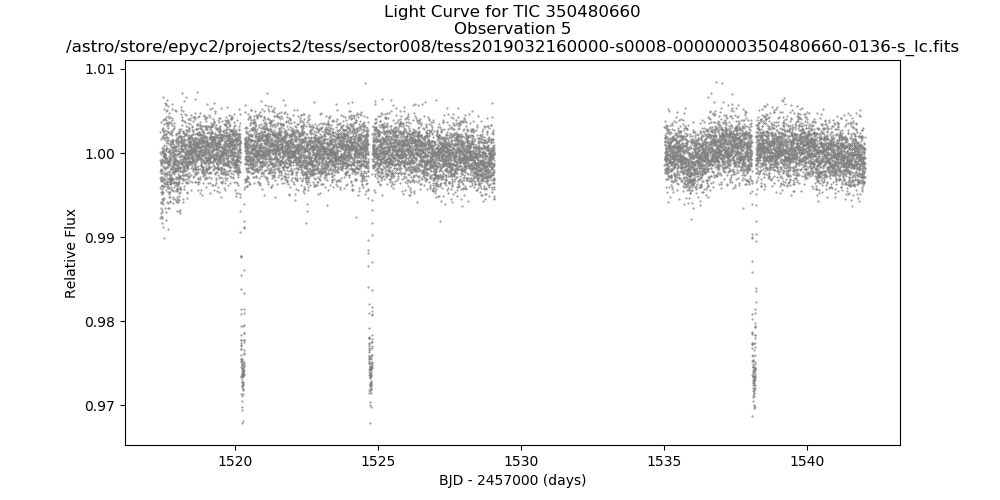 Light Curve for TIC 350480660
Observation 5
/astro/store/epyc2/projects2/tess/sector008/tess2019032160000-s0008-0000000350480660-0136-s_lc.fits
1.01
1.00
0.99
0.98
0.97
Relative Flux
1520
1525
1530
1535
1540
BJD - 2457000 (days)